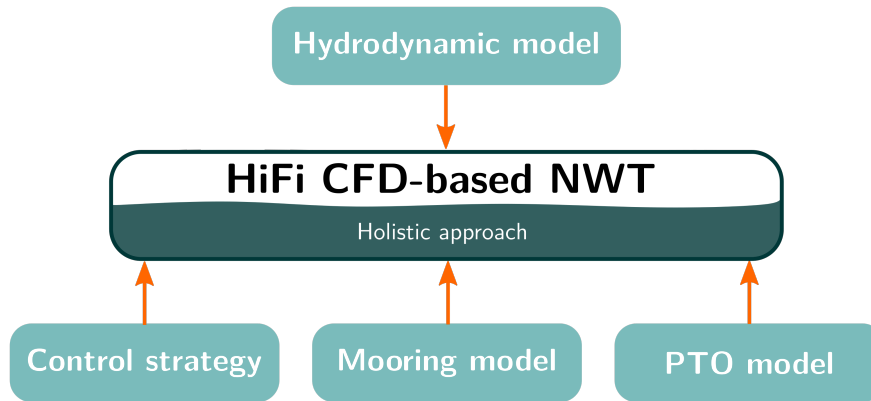 Hydrodynamic model
HiFi CFD-based NWT
Holistic approach
Control strategy
Mooring model
PTO model